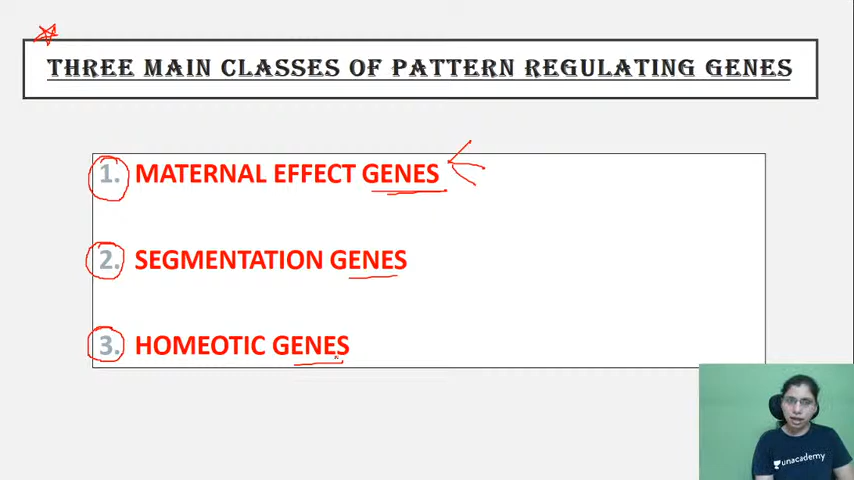 THREE MAIN CLASSES OF PATTERN REGULATING GENES
1. MATERNAL EFFECT GENES
2. SEGMENTATION GENES
3. HOMEOTIC GENES
unacademy